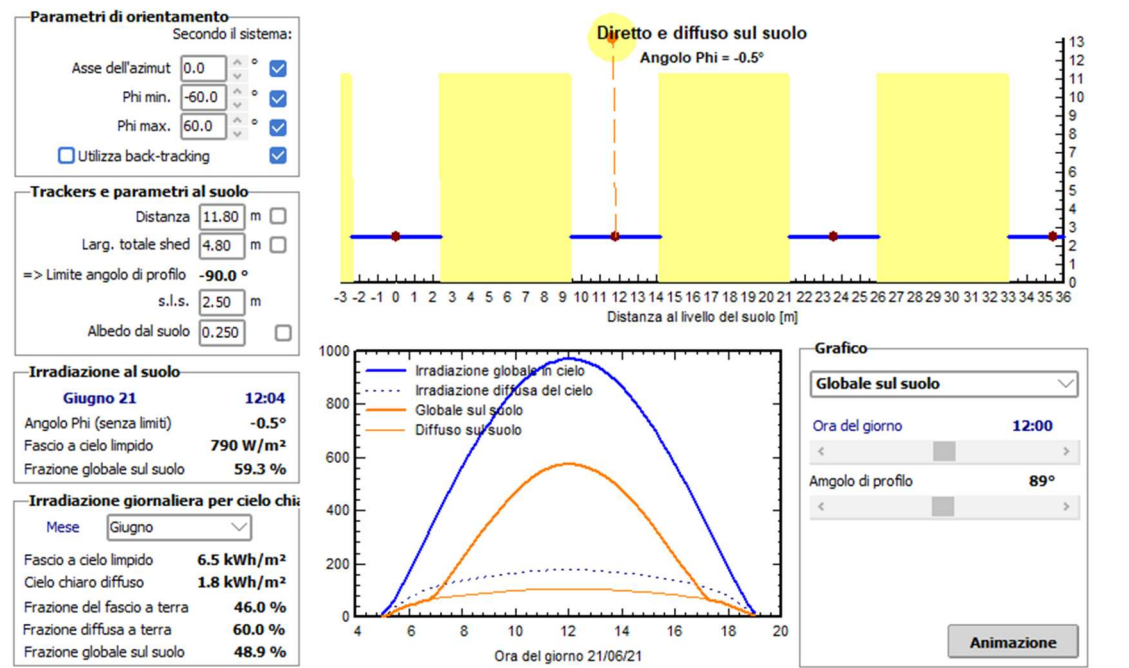 Parametri di orientamento
Secondo il sistema:
Asse dell'azimut 0.0 °
Phi min. -60.0 °
Phi max. 60.0 °
Utilizza back-tracking
Trackers e parametri al suolo
Distanza 11.80 m
Larg. totale shed 4.80 m
=> Limite angolo di profilo -90.0 °
s.l.s. 2.50 m
Albedo dal suolo 0.250
Irradiazione al suolo
Giugno 21 12:04
Angolo Phi (senza limiti) -0.5°
Fascio a cielo limpido 790 W/m²
Frazione globale sul suolo 59.3 %
Irradiazione giornaliera per cielo chia
Mese Giugno
Fascio a cielo limpido 6.5 kWh/m²
Cielo chiaro diffuso 1.8 kWh/m²
Frazione del fascio a terra 46.0 %
Frazione diffusa a terra 60.0 %
Frazione globale sul suolo 48.9 %
Diretto e diffuso sul suolo
Angolo Phi = -0.5°
13
12
11
10
9
8
7
6
5
4
3
2
1
0
-3 -2 -1 0 1 2 3 4 5 6 7 8 9 10 11 12 13 14 15 16 17 18 19 20 21 22 23 24 25 26 27 28 29 30 31 32 33 34 35 36
Distanza al livello del suolo [m]
1000
800
600
400
200
0
Irradiazione globale in cielo
Irradiazione diffusa del cielo
Globale sul suolo
Diffuso sul suolo
4 6 8 10 12 14 16 18 20
Ora del giorno 21/06/21
Grafico
Globale sul suolo
Ora del giorno 12:00
Amgolo di profilo 89°
Animazione